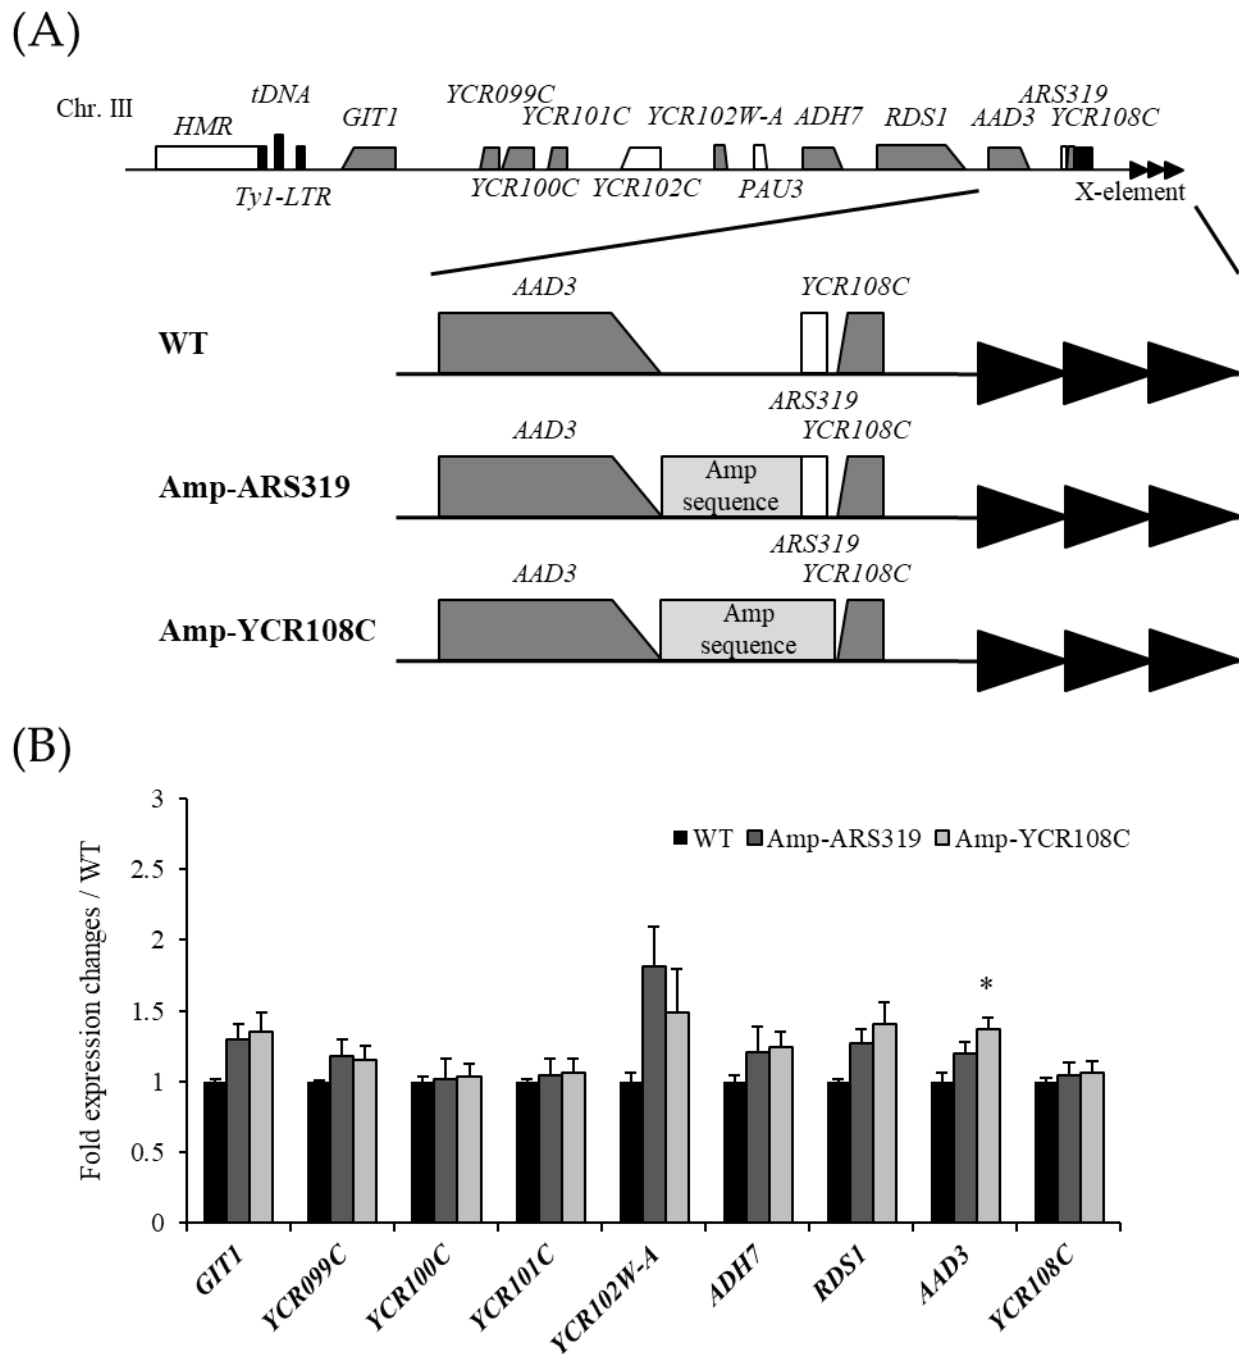 (A)
Chr. III
HMR
tDNA
Ty1-LTR
GIT1
YCR099C
YCR100C
YCR101C
YCR102C
YCR102W-A
PAU3
ADH7
RDS1
AAD3
ARS319
YCR108C
X-element
WT
AAD3
YCR108C
ARS319
Amp-ARS319
AAD3
Amp
sequence
YCR108C
ARS319
Amp-YCR108C
AAD3
Amp
sequence
YCR108C
(B)
Fold expression changes / WT
3
2.5
2
1.5
1
0.5
0
WT
Amp-ARS319
Amp-YCR108C
*
GIT1
YCR099C
YCR100C
YCR101C
YCR102W-A
ADH7
RDS1
AAD3
YCR108C